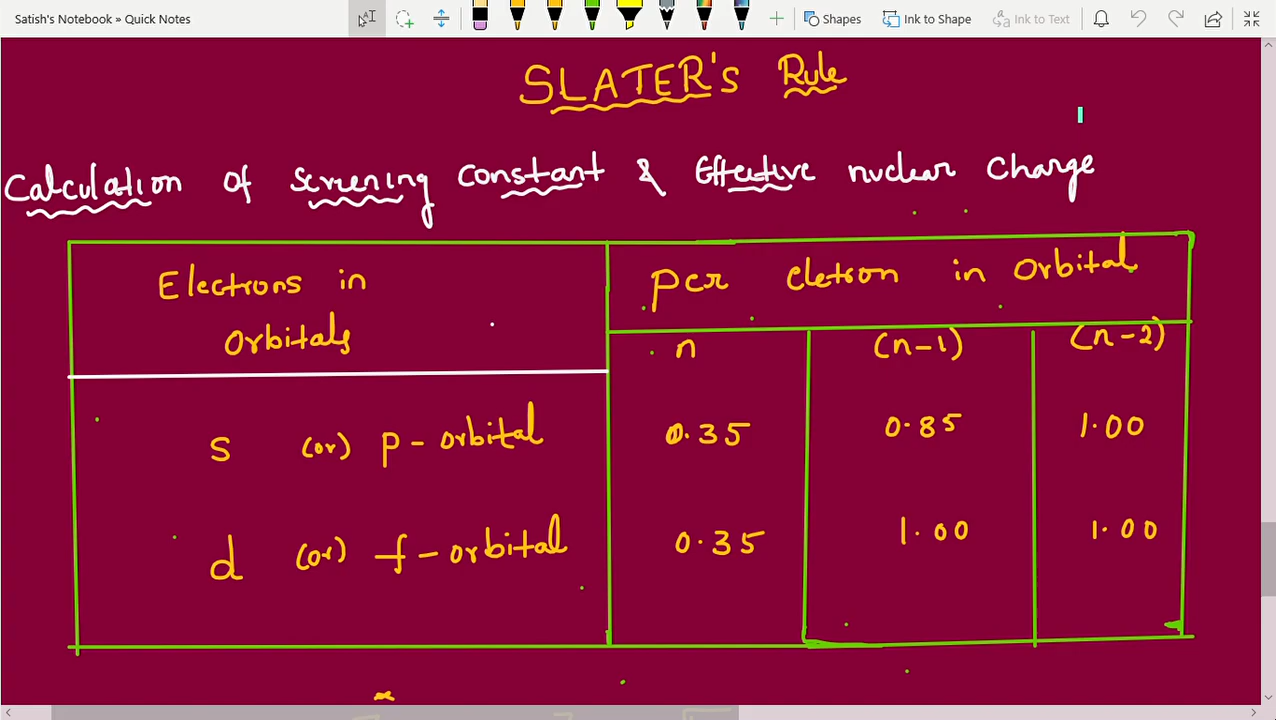 Satish's Notebook » Quick Notes
Shapes
Ink to Shape
Ink to Text
SLATER's Rule
Calculation of Screening Constant & Effective nuclear Charge
Electrons in
Orbitals
per eletron in Orbital
n
(n-1)
(n-2)
s (or) p - orbital
0.35
0.85
1.00
d (or) f - orbital
0.35
1.00
1.00